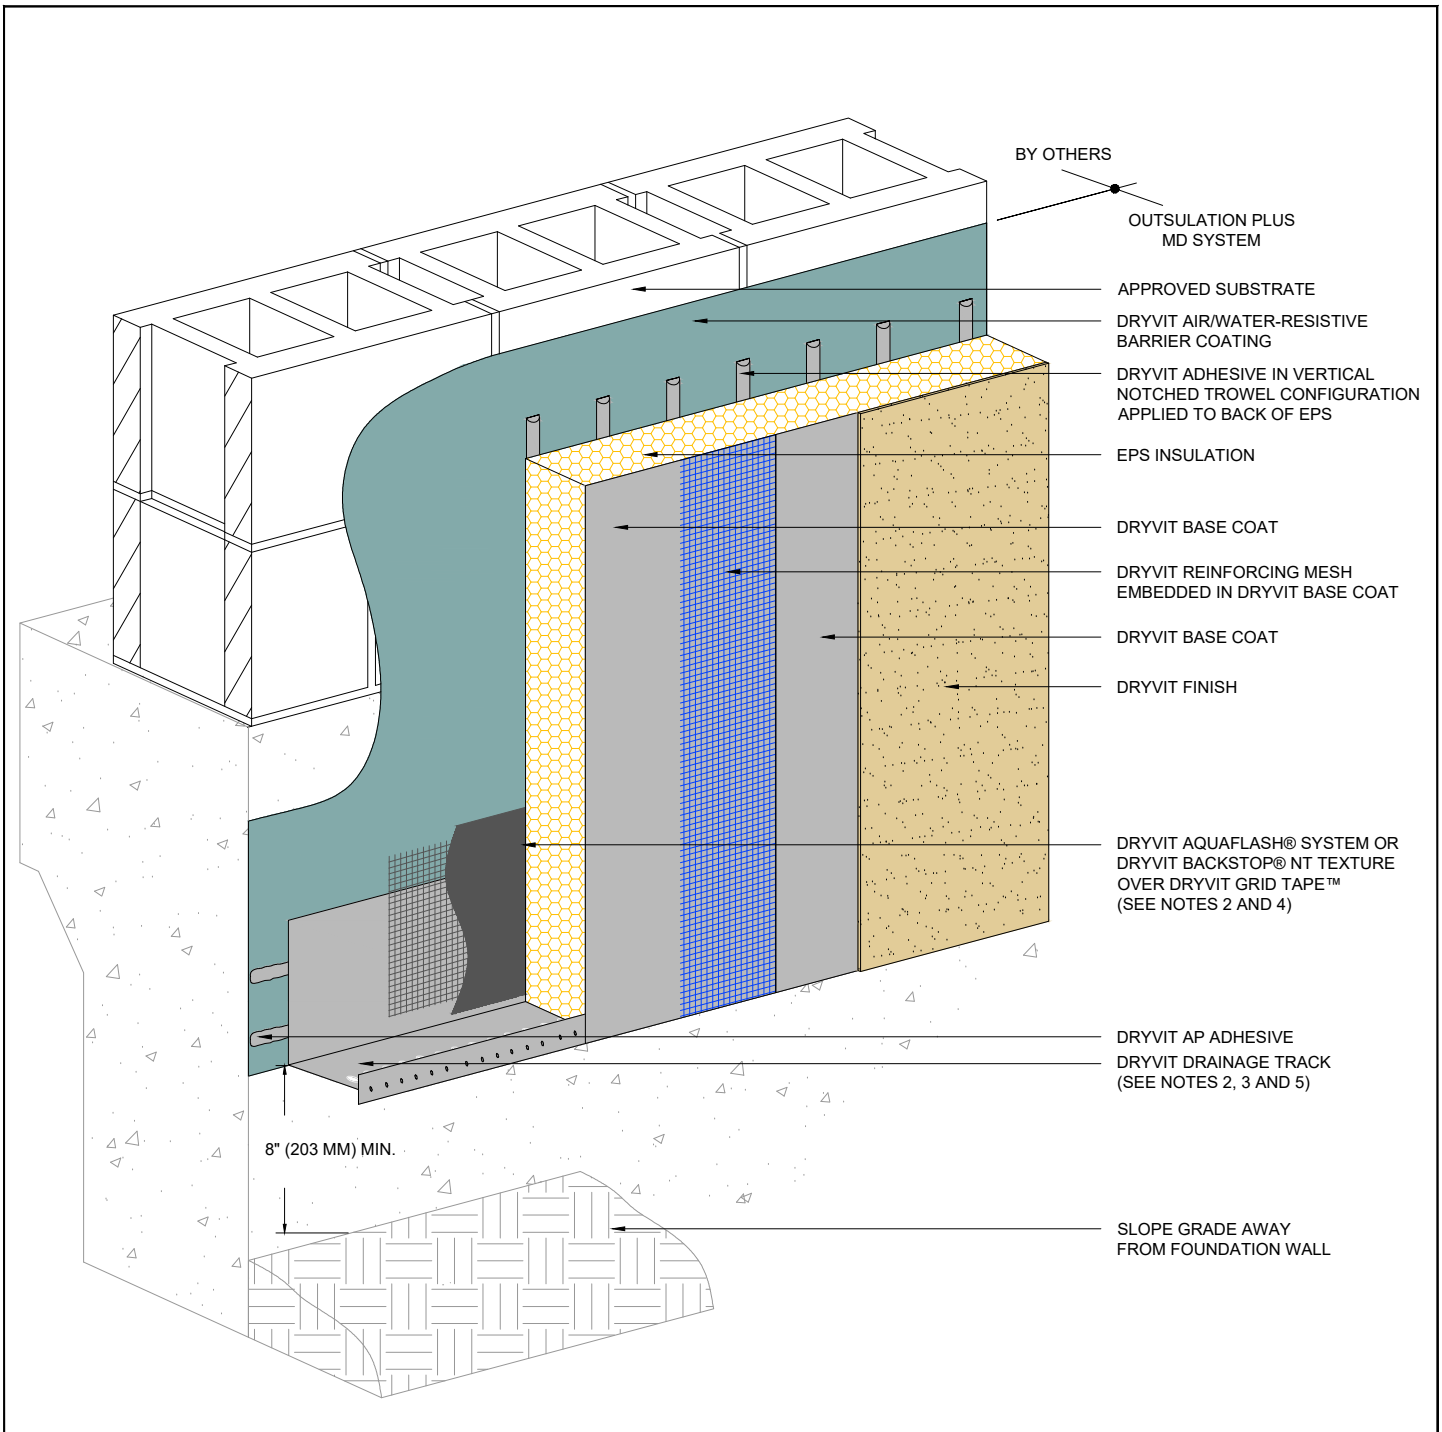 BY OTHERS
OUTSULATION PLUS
MD SYSTEM
APPROVED SUBSTRATE
DRYVIT AIR/WATER-RESISTIVE
BARRIER COATING
DRYVIT ADHESIVE IN VERTICAL
NOTCHED TROWEL CONFIGURATION
APPLIED TO BACK OF EPS
EPS INSULATION
DRYVIT BASE COAT
DRYVIT REINFORCING MESH
EMBEDDED IN DRYVIT BASE COAT
DRYVIT BASE COAT
DRYVIT FINISH
DRYVIT AQUAFLASH® SYSTEM OR
DRYVIT BACKSTOP® NT TEXTURE
OVER DRYVIT GRID TAPE™
(SEE NOTES 2 AND 4)
DRYVIT AP ADHESIVE
DRYVIT DRAINAGE TRACK
(SEE NOTES 2, 3 AND 5)
8" (203 MM) MIN.
SLOPE GRADE AWAY
FROM FOUNDATION WALL